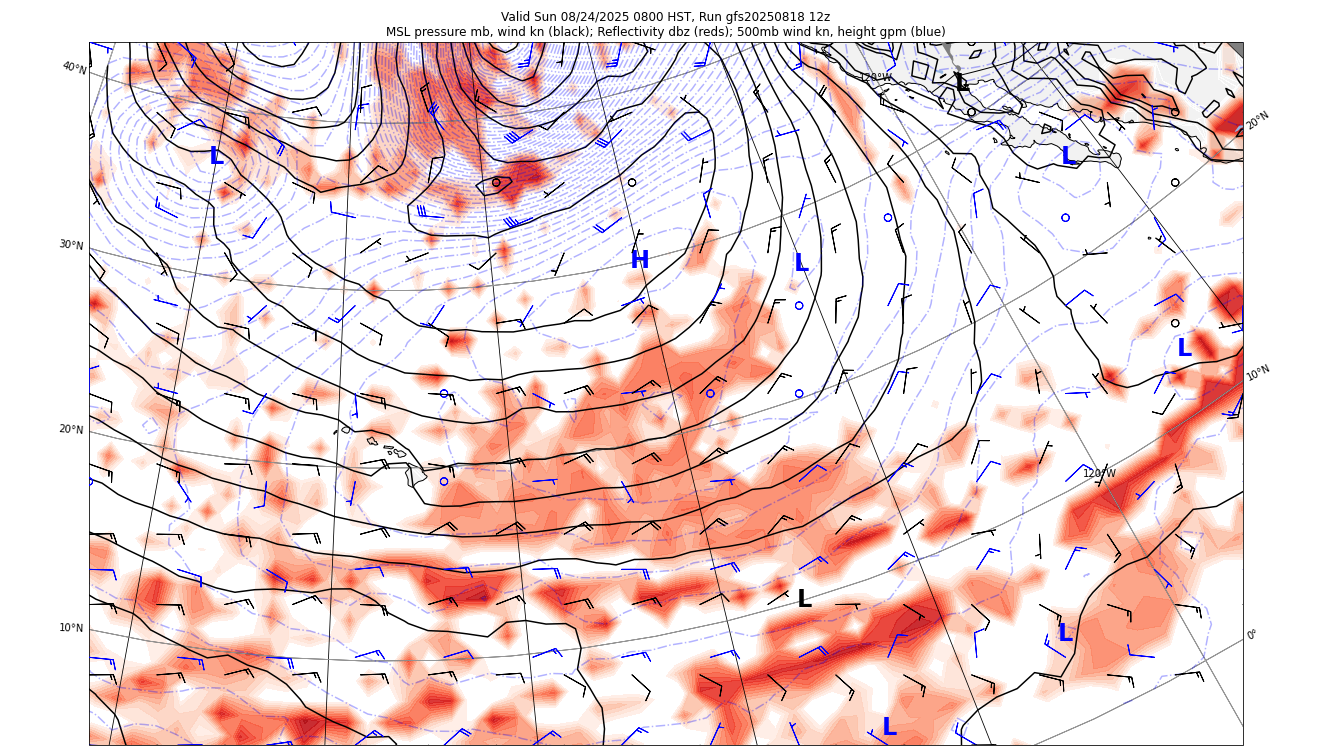 Valid Sun 08/24/2025 0800 HST, Run gfs20250818 12z
MSL pressure mb, wind kn (black); Reflectivity dbz (reds); 500mb wind kn, height gpm (blue)
40°N
120°W
L
20°N
L
L
30°N
H
L
L
10°N
20°N
120°W
L
10°N
L
0°
L